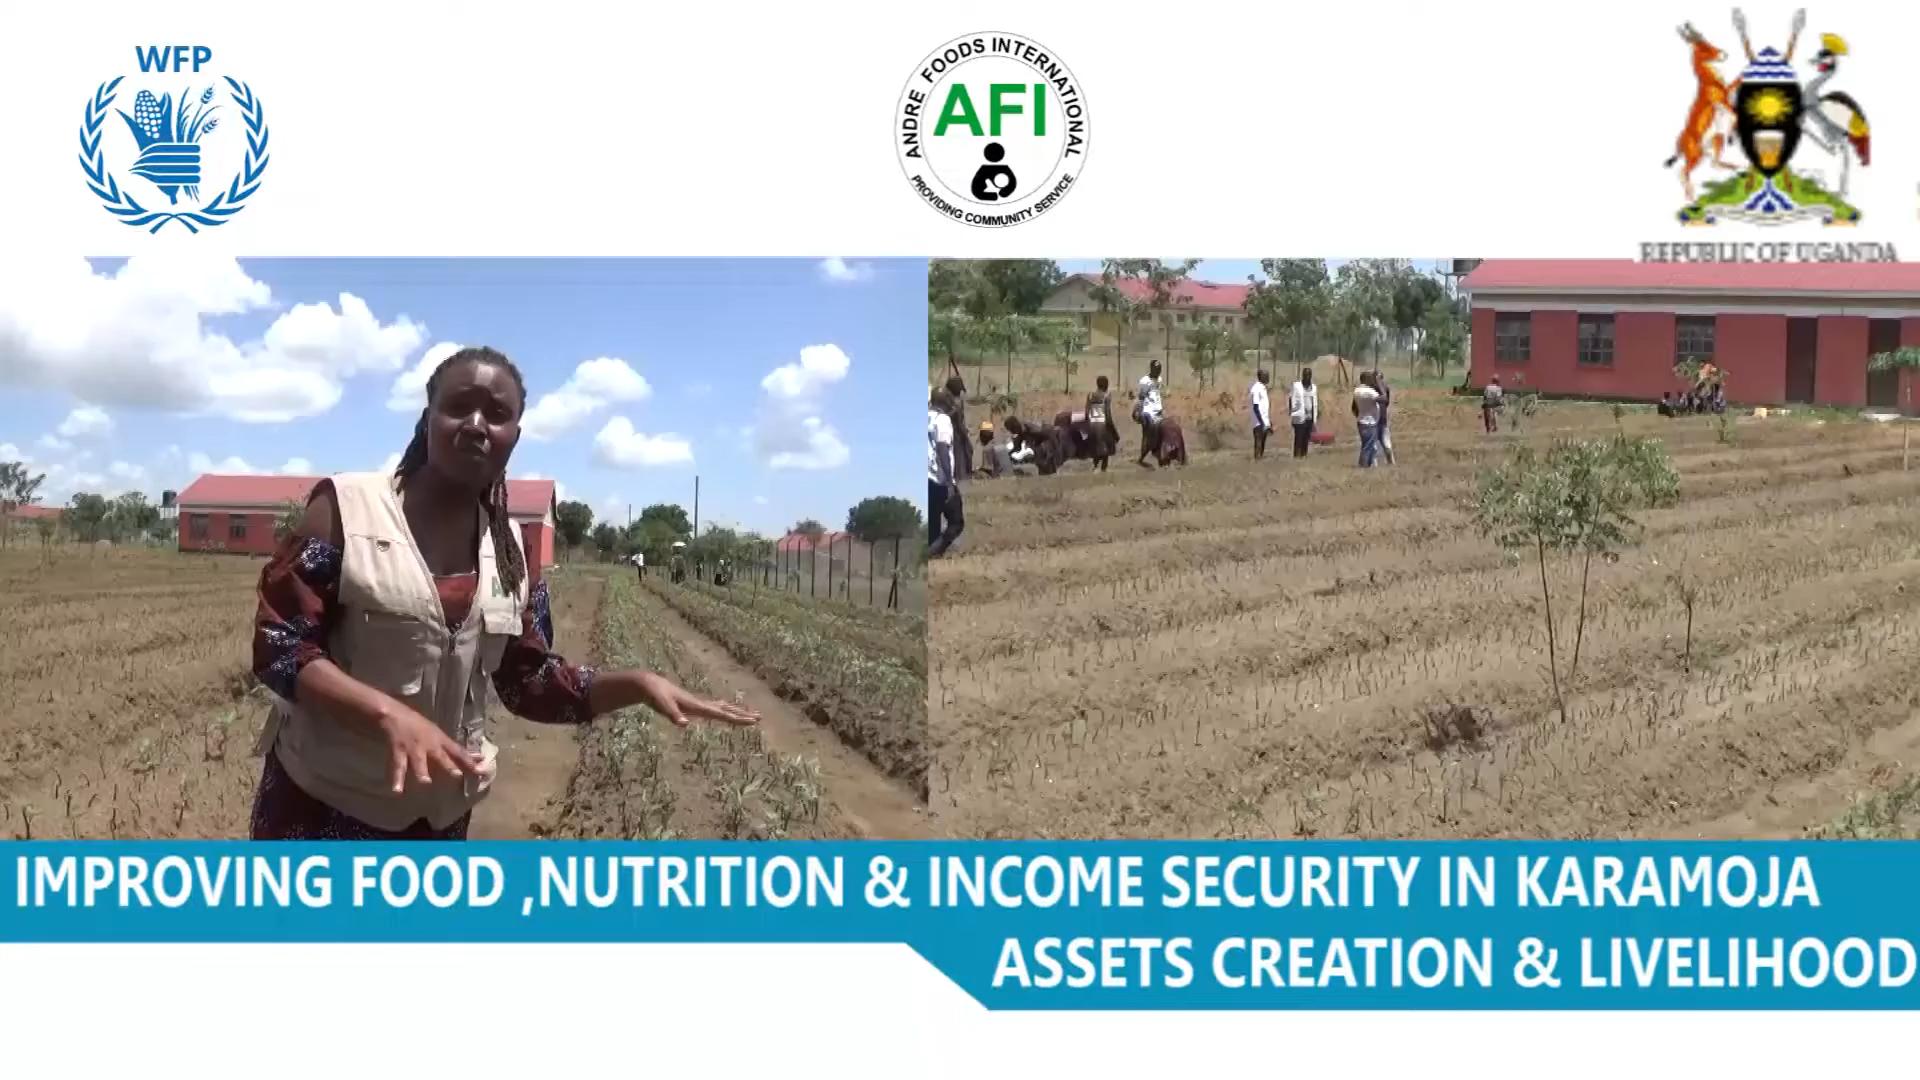 WFP
ANDRE FOODS INTERNATIONAL
AFI
PROVIDING COMMUNITY SERVICE
REPUBLIC OF UGANDA
IMPROVING FOOD ,NUTRITION & INCOME SECURITY IN KARAMOJA
ASSETS CREATION & LIVELIHOOD